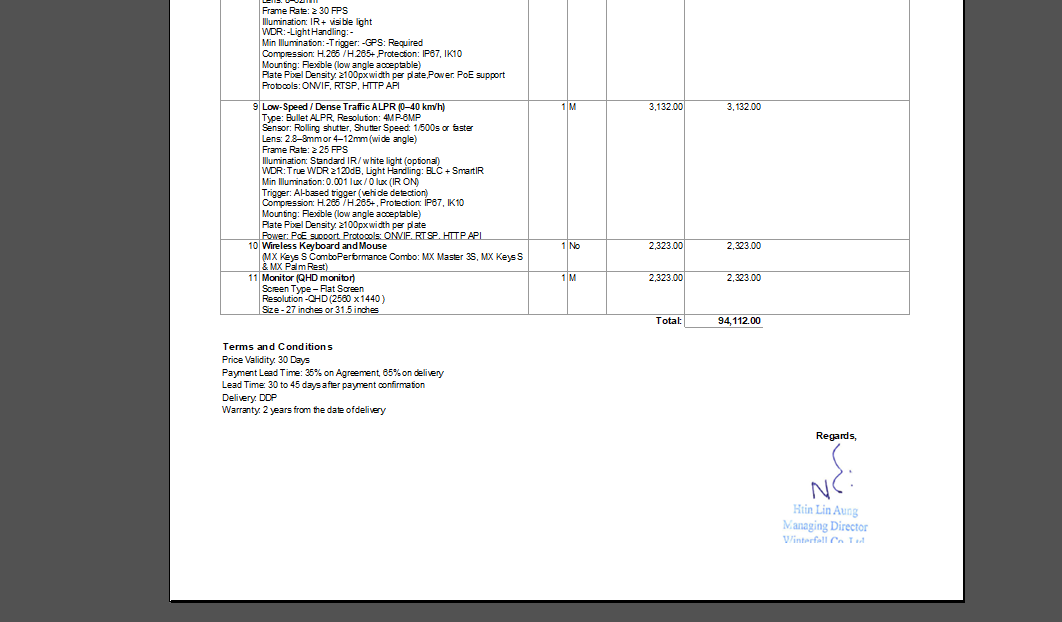 Frame Rate: ≥ 30 FPS
Illumination: IR + visible light
WDR: -Light Handling: -
Min Illumination: -Trigger: -GPS: Required
Compression: H.265 / H.265+,Protection: IP67, IK10
Mounting: Flexible (low angle acceptable)
Plate Pixel Density: ≥100px width per plate,Power: PoE support
Protocols: ONVIF, RTSP, HTTP API
9 Low-Speed / Dense Traffic ALPR (0–40 km/h) 1 M 3,132.00 3,132.00
Type: Bullet ALPR, Resolution: 4MP-6MP
Sensor: Rolling shutter, Shutter Speed: 1/500s or faster
Lens: 2.8–8mm or 4–12mm (wide angle)
Frame Rate: ≥ 25 FPS
Illumination: Standard IR / white light (optional)
WDR: True WDR ≥120dB, Light Handling: BLC + Smart IR
Min Illumination: 0.001 lux / 0 lux (IR ON)
Trigger: AI-based trigger (vehicle detection)
Compression: H.265 / H.265+, Protection: IP67, IK10
Mounting: Flexible (low angle acceptable)
Plate Pixel Density: ≥100px width per plate
Power: PoE support, Protocols: ONVIF, RTSP, HTTP API
10 Wireless Keyboard and Mouse 1 No 2,323.00 2,323.00
(MX Keys S ComboPerformance Combo: MX Master 3S, MX Keys S
& MX Palm Rest)
11 Monitor (QHD monitor) 1 M 2,323.00 2,323.00
Screen Type – Flat Screen
Resolution -QHD (2560 x 1440 )
Size - 27 inches or 31.5 inches
Total: 94,112.00
Terms and Conditions
Price Validity: 30 Days
Payment Lead Time: 35% on Agreement, 65% on delivery
Lead Time: 30 to 45 days after payment confirmation
Delivery: DDP
Warranty: 2 years from the date of delivery
Regards,
Htin Lin Aung
Managing Director
Winterfell Co. Ltd